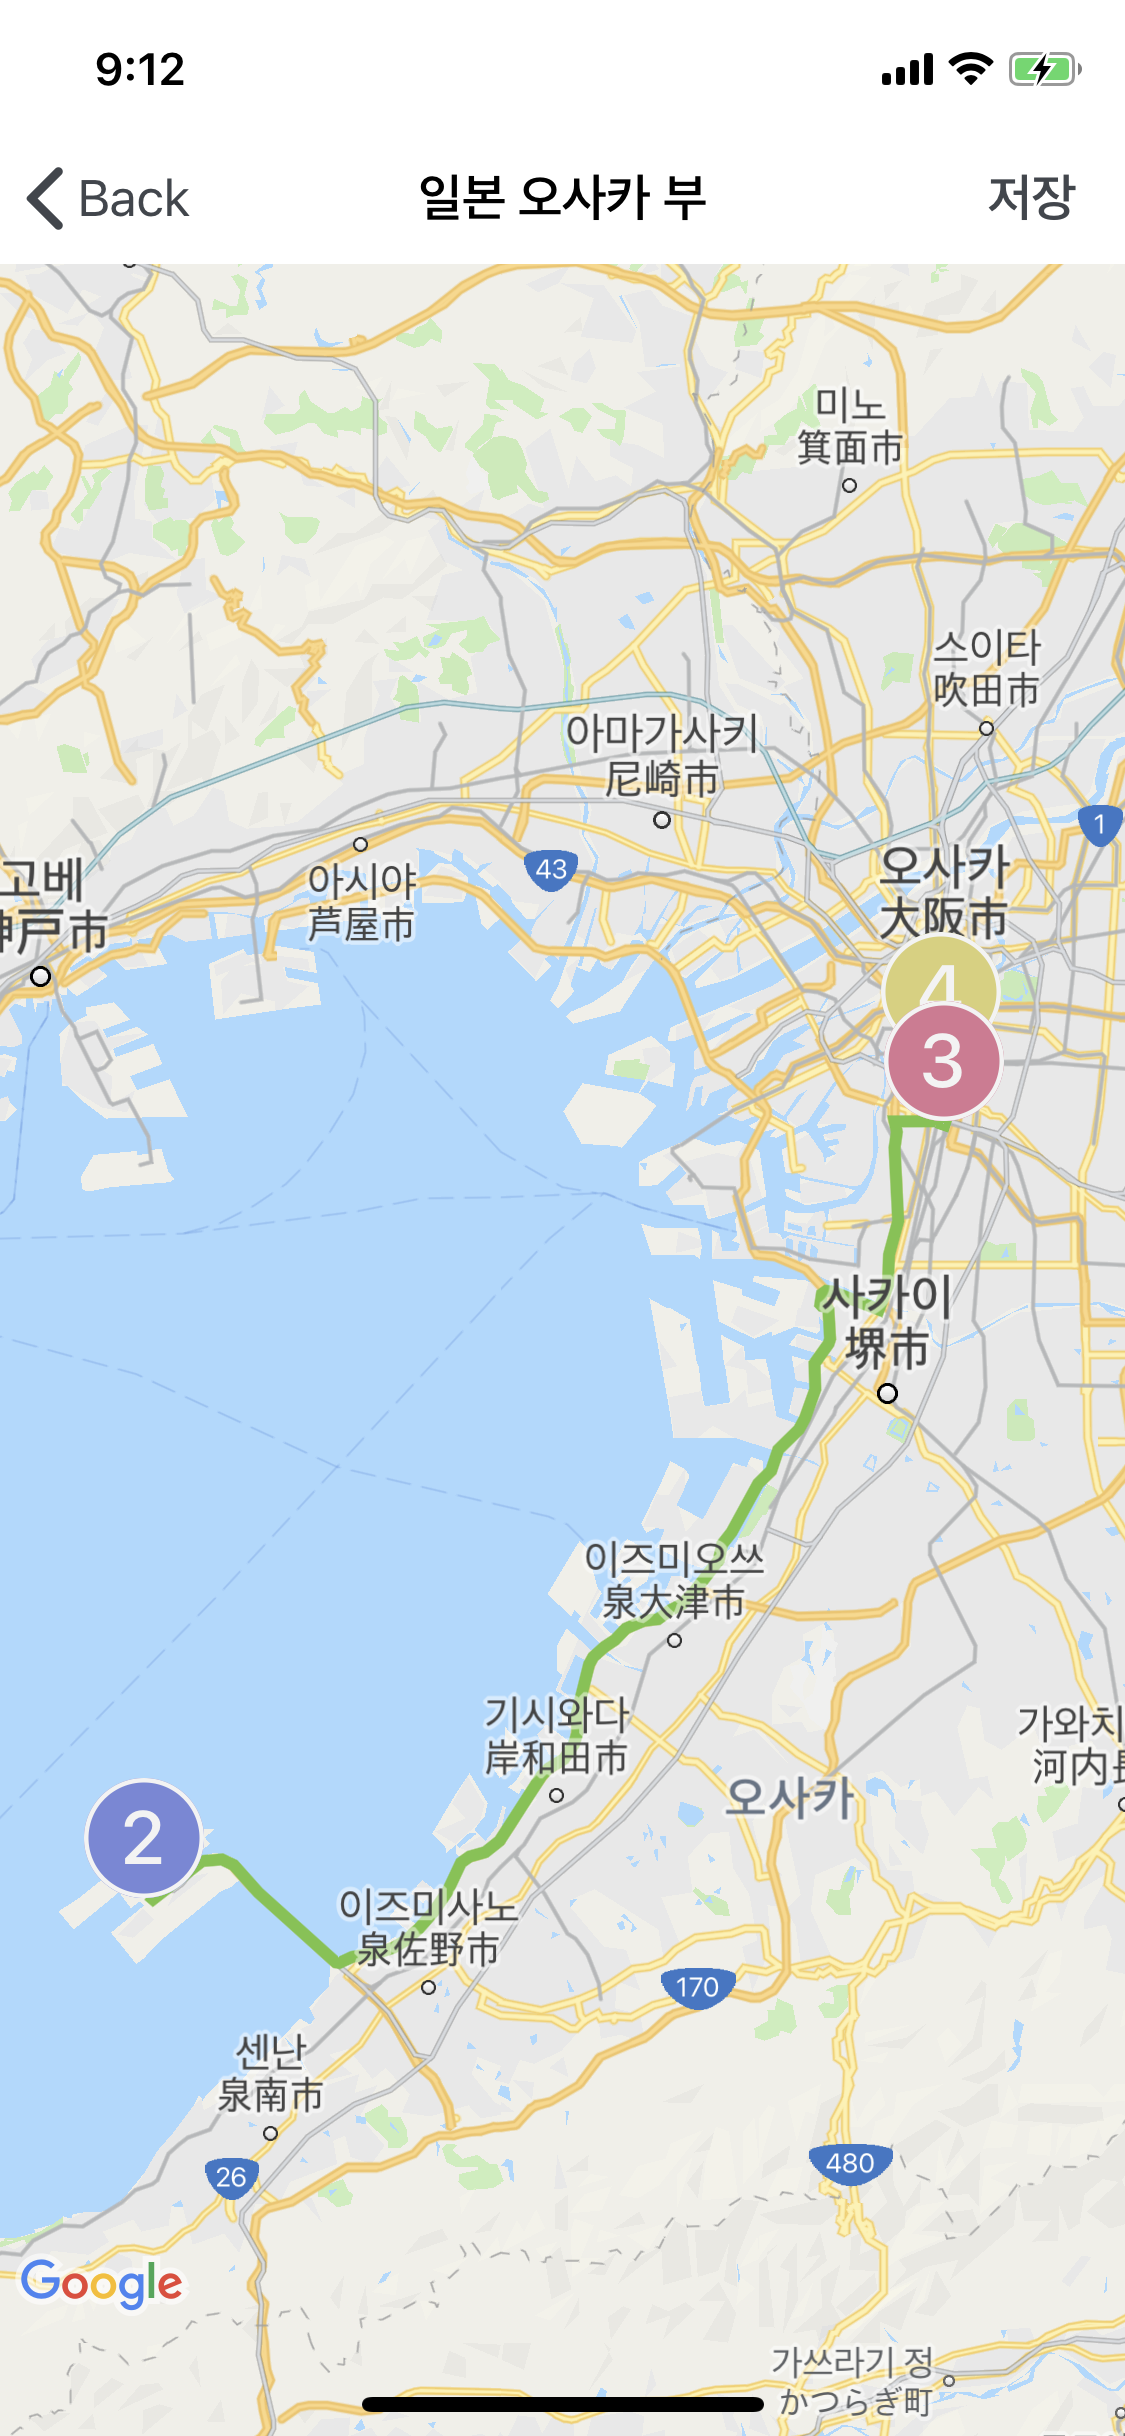 9:12
Back
일본 오사카 부
저장
미노
箕面市
스이타
吹田市
아마가사키
尼崎市
1
43
오사카
大阪市
고베
神戸市
아시야
芦屋市
4
3
사카이
堺市
이즈미오쓰
泉大津市
기시와다
岸和田市
가와치
河内長
오사카
2
이즈미사노
泉佐野市
170
센난
泉南市
26
480
Google
가쓰라기 정
かつらぎ町